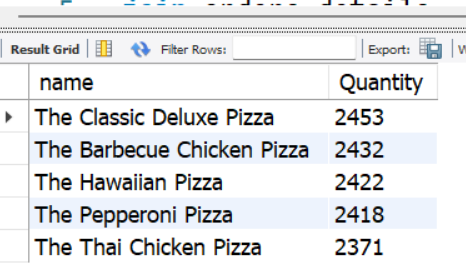 Result Grid Filter Rows: Export:
name Quantity
The Classic Deluxe Pizza 2453
The Barbecue Chicken Pizza 2432
The Hawaiian Pizza 2422
The Pepperoni Pizza 2418
The Thai Chicken Pizza 2371